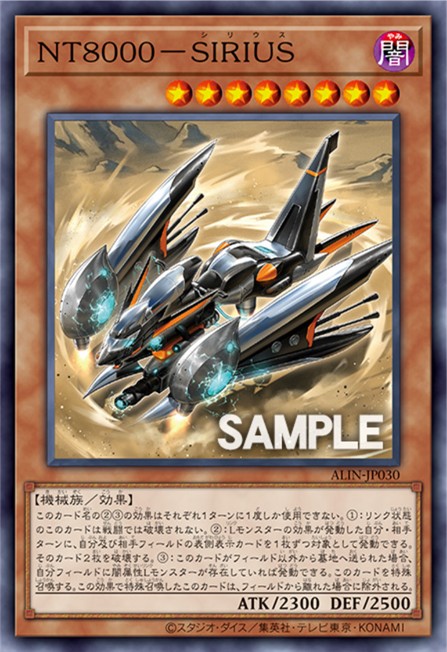 NT8000－SIRIUS
シリウス
闇
やみ
SAMPLE
ALIN-JP030
【機械族／効果】
このカード名の②③の効果はそれぞれ１ターンに１度しか使用できない。①：リンク状態
のこのカードは戦闘では破壊されない。②：Lモンスターの効果が発動した自分・相手
ターンに、自分及び相手フィールドの表側表示カードを１枚ずつ対象として発動できる。
そのカード２枚を破壊する。③：このカードがフィールド以外から墓地へ送られた場合、
自分フィールドに闇属性Lモンスターが存在していれば発動できる。このカードを特殊
召喚する。この効果で特殊召喚したこのカードは、フィールドから離れた場合に除外される。
ATK/2300 DEF/2500
©スタジオ・ダイス／集英社・テレビ東京・KONAMI